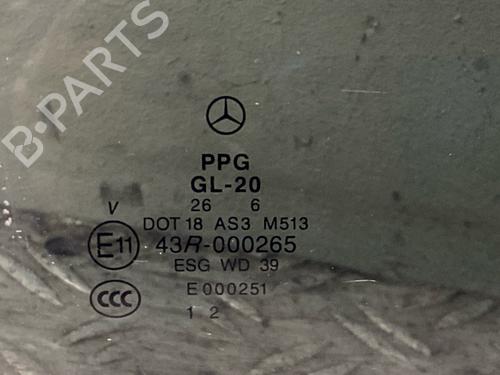 B-PARTS
PPG
GL-20
26 6
V
DOT 18 AS3 M513
E11 43R-000265
ESG WD 39
CCC E 000251
1 2